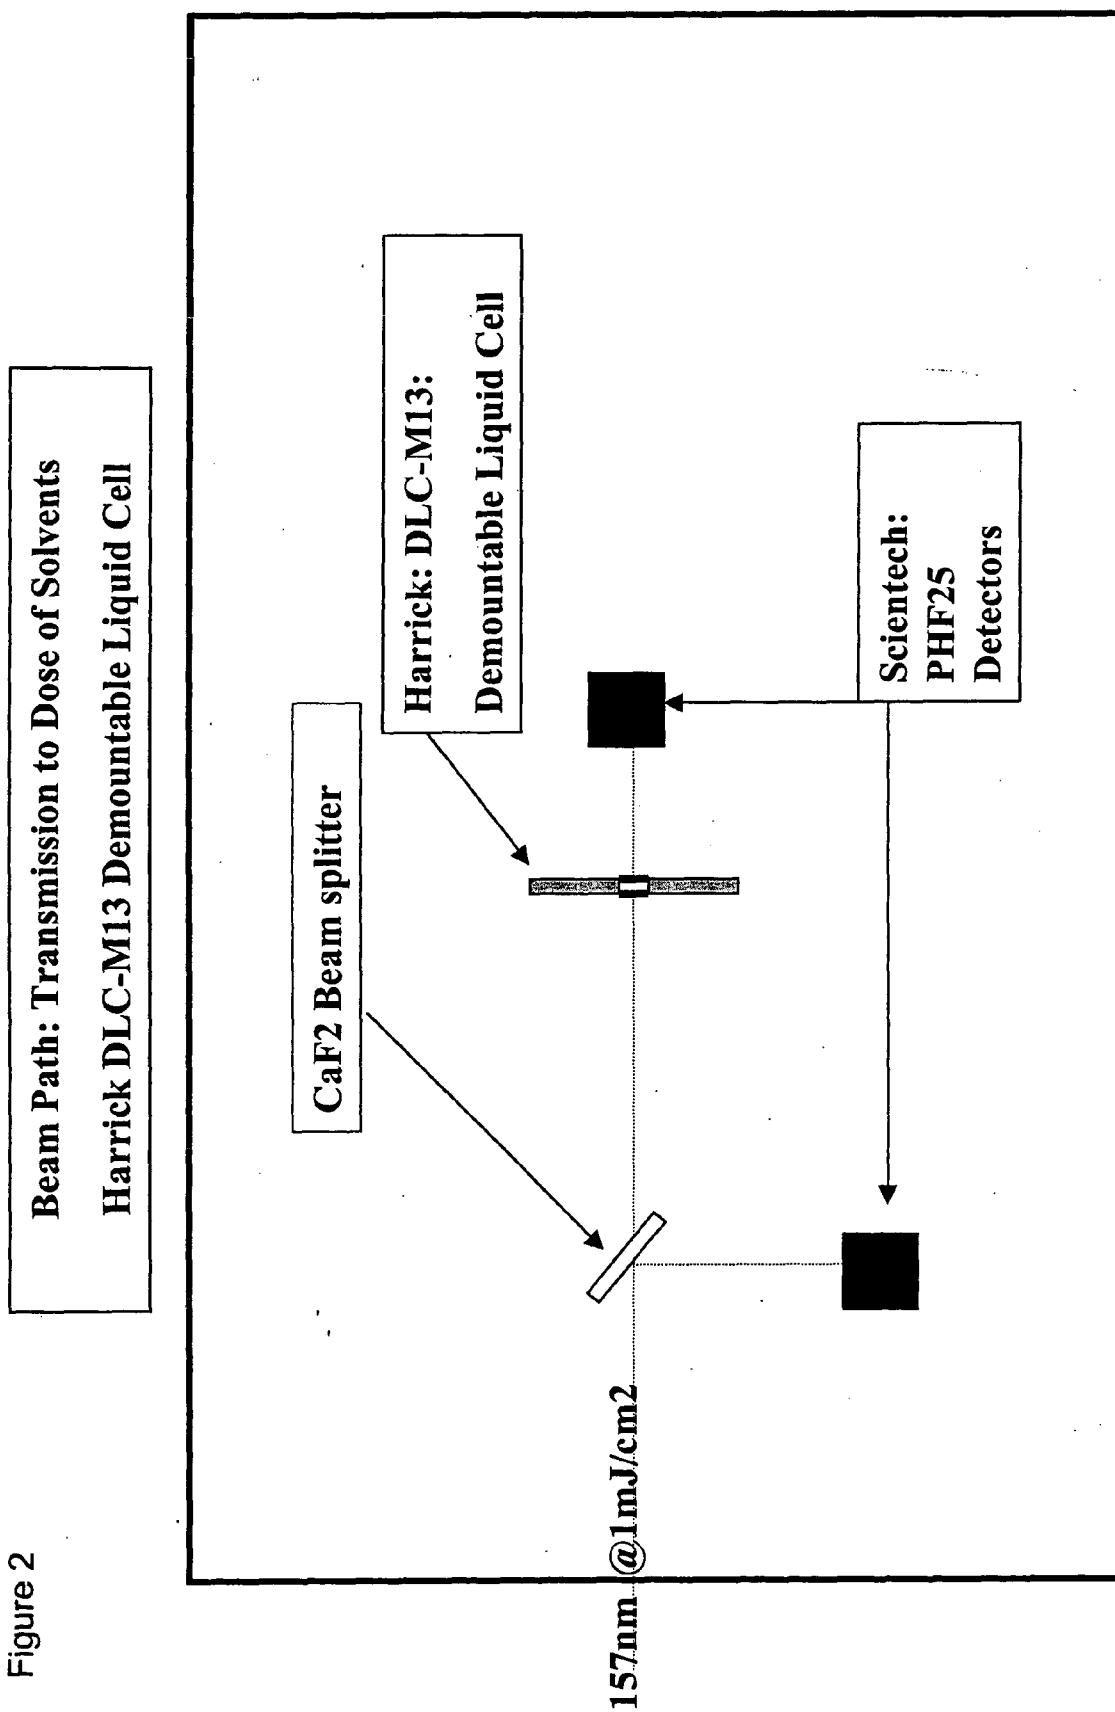 Figure 2
Beam Path: Transmission to Dose of Solvents
Harrick DLC-M13 Demountable Liquid Cell
CaF2 Beam splitter
Harrick: DLC-M13:
Demountable Liquid Cell
157nm @1mJ/cm2
Scientech:
PHF25
Detectors